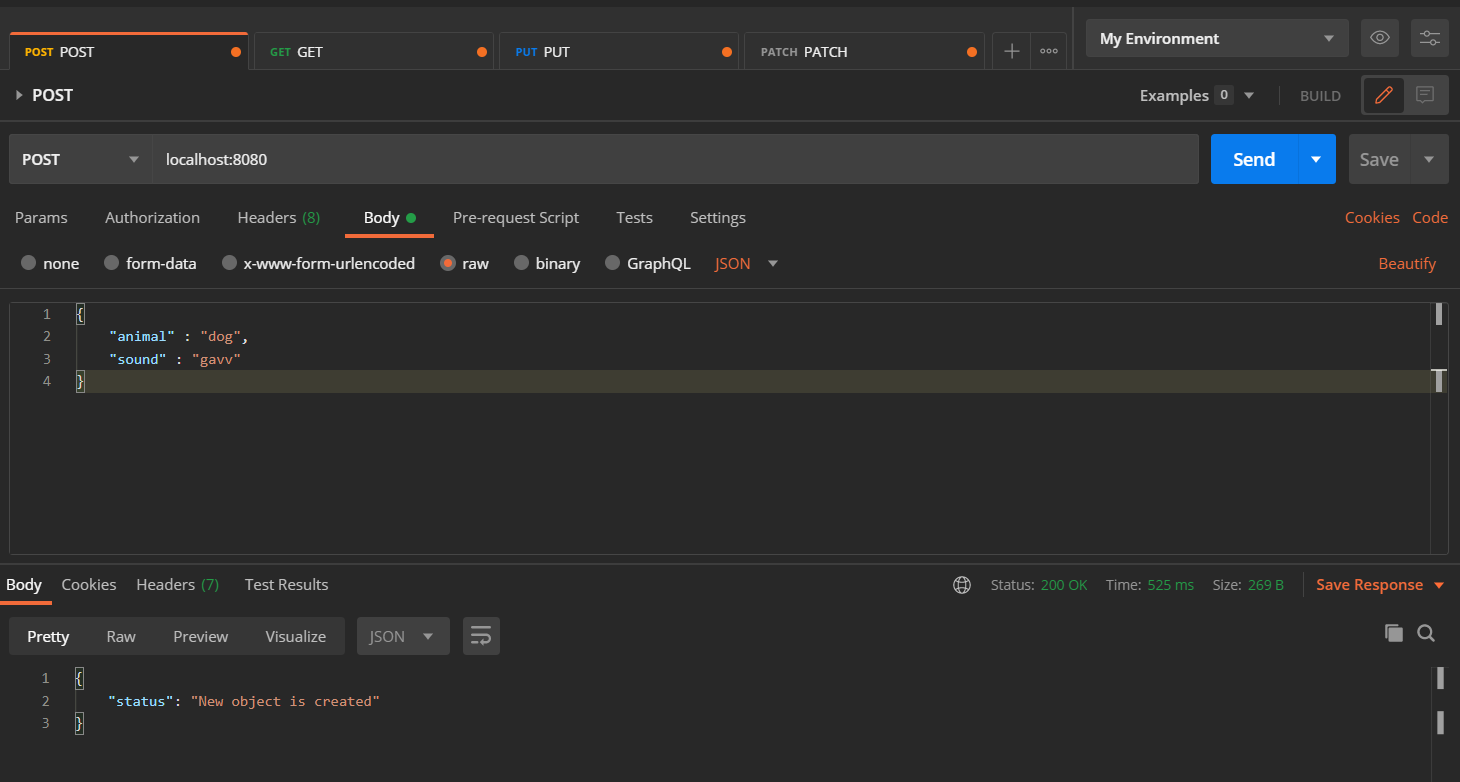 POST POST GET GET PUT PUT PATCH PATCH My Environment
POST Examples 0 BUILD
POST localhost:8080 Send Save
Params Authorization Headers (8) Body Pre-request Script Tests Settings Cookies Code
none form-data x-www-form-urlencoded raw binary GraphQL JSON Beautify
1 {
2 "animal" : "dog",
3 "sound" : "gavv"
4 }
Body Cookies Headers (7) Test Results Status: 200 OK Time: 525 ms Size: 269 B Save Response
Pretty Raw Preview Visualize JSON
1 {
2 "status": "New object is created"
3 }